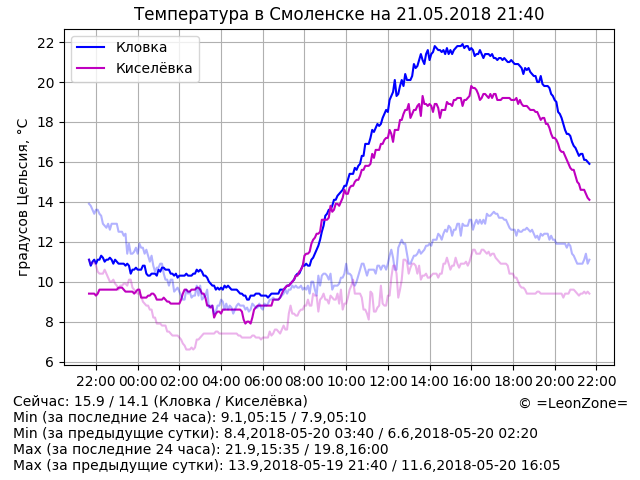 Температура в Смоленске на 21.05.2018 21:40
Кловка
Киселёвка
градусов Цельсия, °C
22
20
18
16
14
12
10
8
6
22:00 00:00 02:00 04:00 06:00 08:00 10:00 12:00 14:00 16:00 18:00 20:00 22:00
Сейчас: 15.9 / 14.1 (Кловка / Киселёвка)
© =LeonZone=
Min (за последние 24 часа): 9.1,05:15 / 7.9,05:10
Min (за предыдущие сутки): 8.4,2018-05-20 03:40 / 6.6,2018-05-20 02:20
Max (за последние 24 часа): 21.9,15:35 / 19.8,16:00
Max (за предыдущие сутки): 13.9,2018-05-19 21:40 / 11.6,2018-05-20 16:05